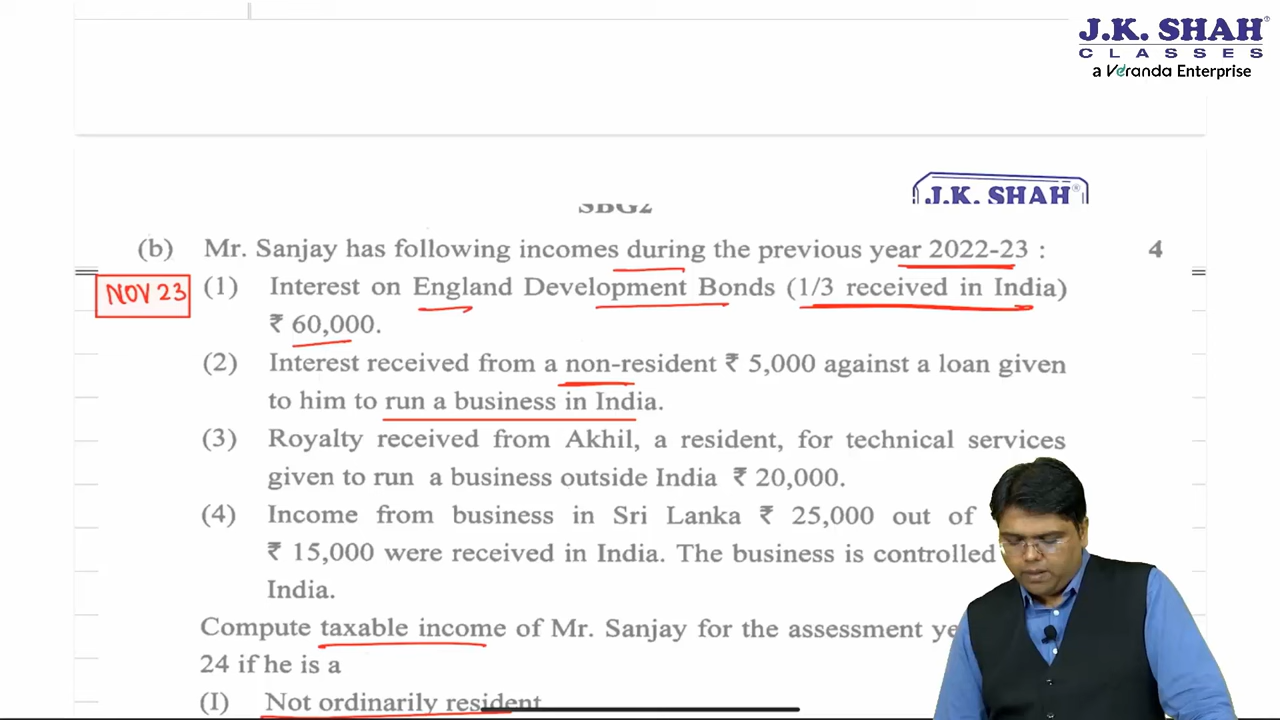 J.K. SHAH®
CLASSES
a Veranda Enterprise
J.K. SHAH®
SBG2
(b) Mr. Sanjay has following incomes during the previous year 2022-23 : 4
NOV 23
(1) Interest on England Development Bonds (1/3 received in India)
₹ 60,000.
(2) Interest received from a non-resident ₹ 5,000 against a loan given
to him to run a business in India.
(3) Royalty received from Akhil, a resident, for technical services
given to run a business outside India ₹ 20,000.
(4) Income from business in Sri Lanka ₹ 25,000 out of
₹ 15,000 were received in India. The business is controlled
India.
Compute taxable income of Mr. Sanjay for the assessment
24 if he is a
(I) Not ordinarily resident